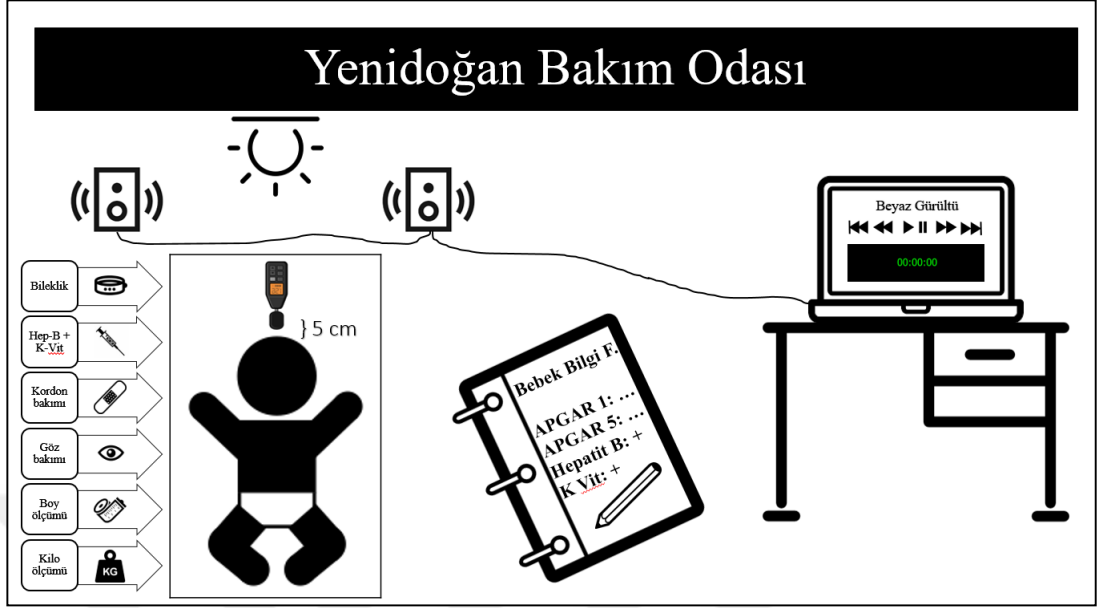 Yenidoğan Bakım Odası
Beyaz Gürültü
00:00:00
Bileklik
Hep-B +
K-Vit
Kordon
bakımı
Göz
bakımı
Boy
ölçümü
Kilo
ölçümü
KG
} 5 cm
Bebek Bilgi F.
APGAR 1: …
APGAR 5: …
Hepatit B: +
K Vit: +